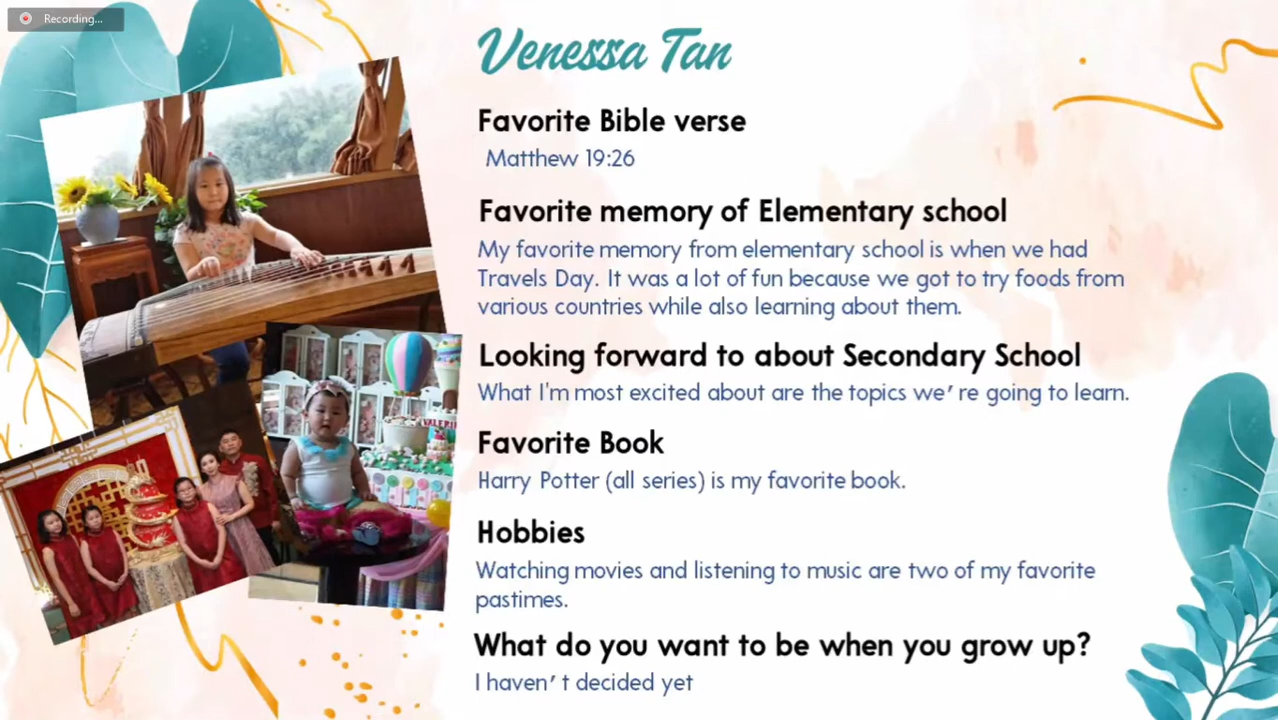 Recording...
Venessa Tan
Favorite Bible verse
Matthew 19:26
Favorite memory of Elementary school
My favorite memory from elementary school is when we had
Travels Day. It was a lot of fun because we got to try foods from
various countries while also learning about them.
Looking forward to about Secondary School
What I'm most excited about are the topics we' re going to learn.
Favorite Book
Harry Potter (all series) is my favorite book.
Hobbies
Watching movies and listening to music are two of my favorite
pastimes.
What do you want to be when you grow up?
I haven' t decided yet